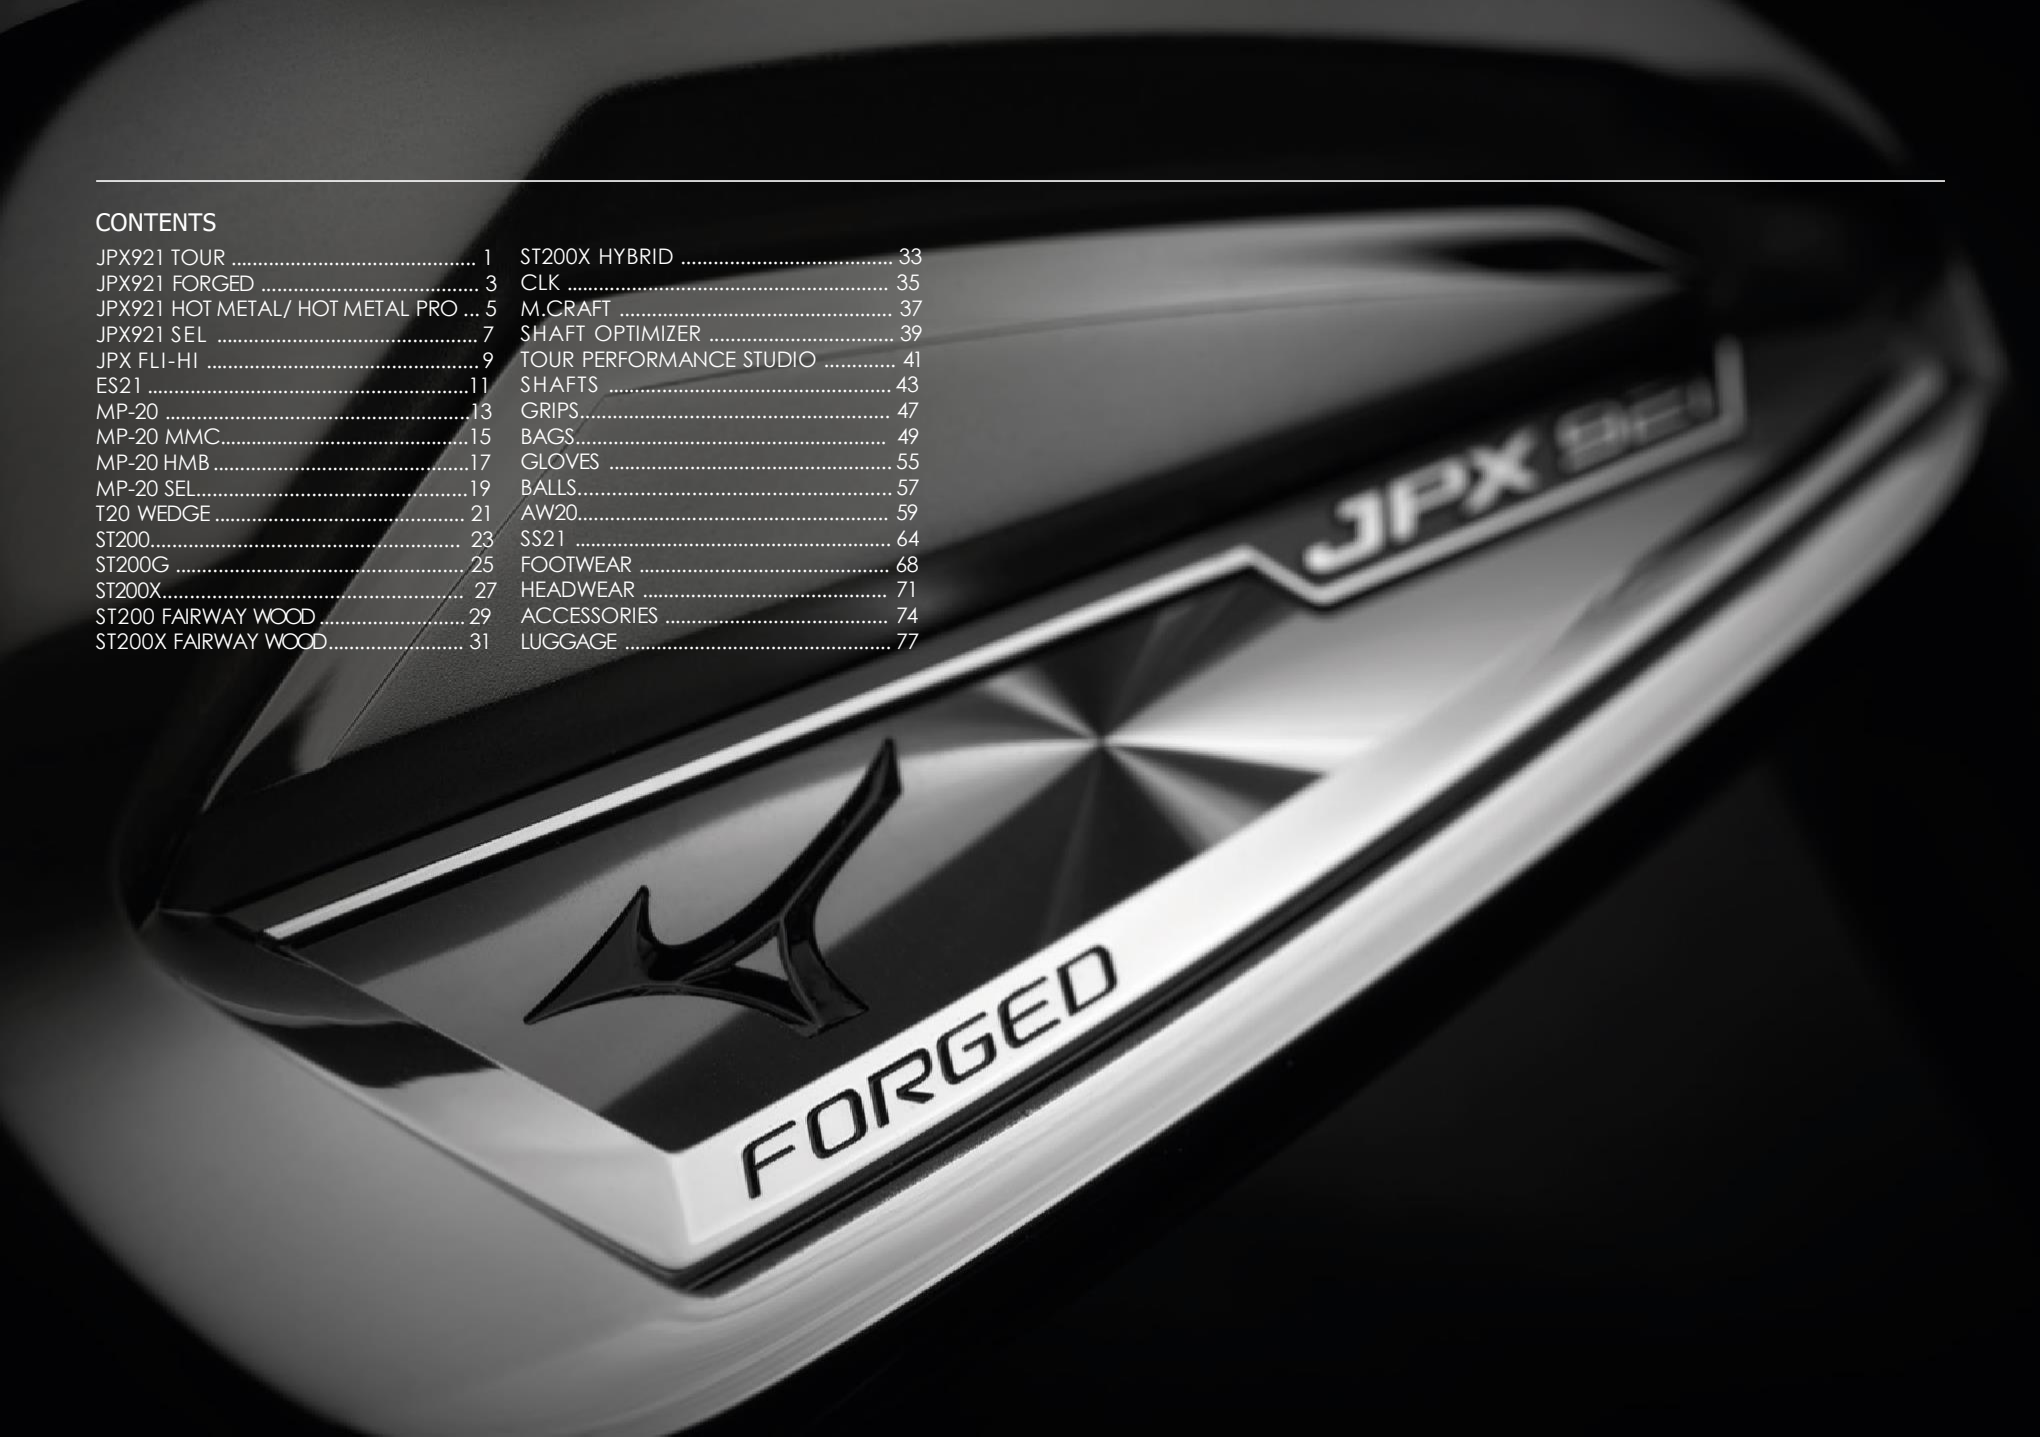 CONTENTS
JPX921 TOUR ............................................ 1
JPX921 FORGED ....................................... 3
JPX921 HOT METAL/ HOT METAL PRO ... 5
JPX921 SEL ............................................... 7
JPX FLI-HI ................................................. 9
ES21 ..........................................................11
MP-20 .......................................................13
MP-20 MMC.............................................15
MP-20 HMB ..............................................17
MP-20 SEL.................................................19
T20 WEDGE ............................................. 21
ST200........................................................ 23
ST200G .................................................... 25
ST200X...................................................... 27
ST200 FAIRWAY WOOD .......................... 29
ST200X FAIRWAY WOOD........................ 31
ST200X HYBRID ...................................... 33
CLK .......................................................... 35
M.CRAFT ................................................. 37
SHAFT OPTIMIZER ................................. 39
TOUR PERFORMANCE STUDIO ............. 41
SHAFTS ................................................... 43
GRIPS........................................................ 47
BAGS........................................................ 49
GLOVES ................................................... 55
BALLS......................................................... 57
AW20........................................................ 59
SS21 ......................................................... 64
FOOTWEAR ............................................. 68
HEADWEAR ............................................ 71
ACCESSORIES ........................................ 74
LUGGAGE ................................................ 77
JPX 921
FORGED